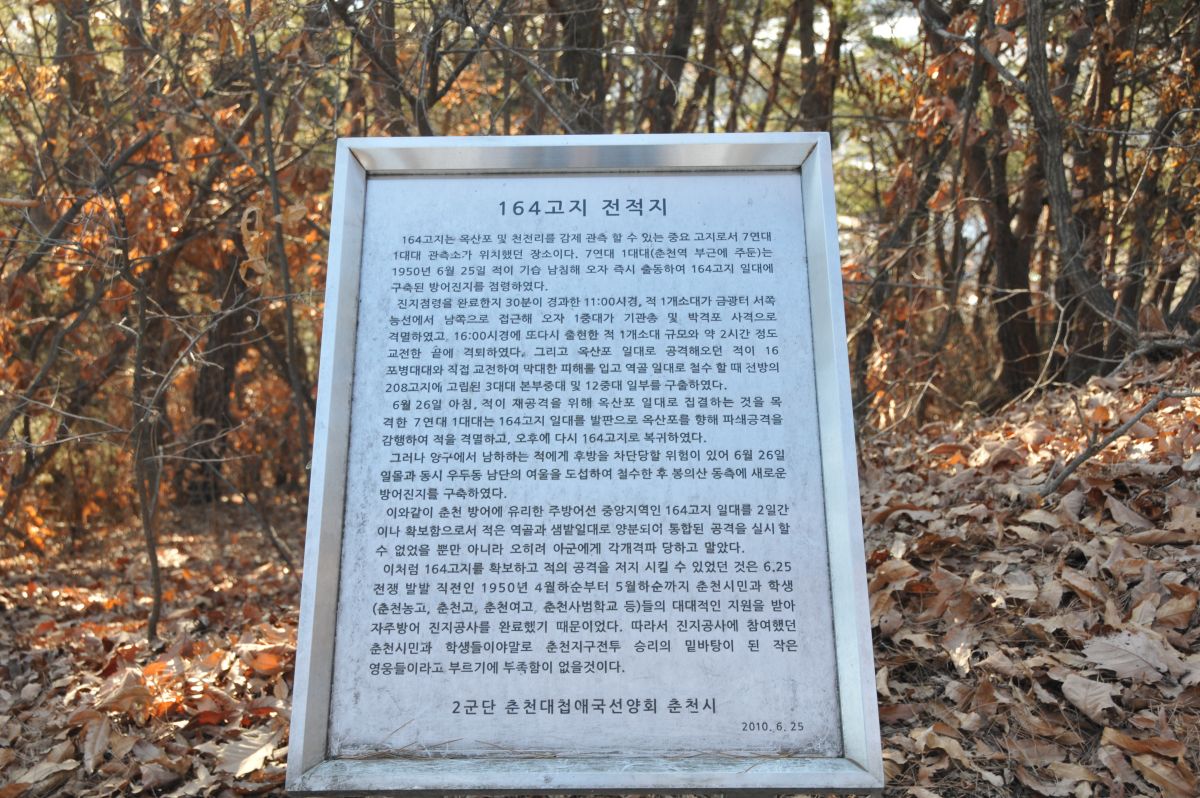 164고지 전적지
164고지는 옥산포 및 천전리를 감제 관측 할 수 있는 중요 고지로서 7연대
1대대 관측소가 위치했던 장소이다. 7연대 1대대(춘천역 부근에 주둔)는
1950년 6월 25일 적이 기습 남침해 오자 즉시 출동하여 164고지 일대에
구축된 방어진지를 점령하였다.
진지점령을 완료한지 30분이 경과한 11:00시경, 적 1개소대가 금광터 서쪽
능선에서 남쪽으로 접근해 오자 1중대가 기관총 및 박격포 사격으로
격멸하였고, 16:00시경에 또다시 출현한 적 1개소대 규모와 약 2시간 정도
교전한 끝에 격퇴하였다. 그리고 옥산포 일대로 공격해오던 적이 16
포병대대와 직접 교전하여 막대한 피해를 입고 역골 일대로 철수 할 때 전방의
208고지에 고립된 3대대 본부중대 및 12중대 일부를 구출하였다.
6월 26일 아침, 적이 재공격을 위해 옥산포 일대로 집결하는 것을 목
격한 7연대 1대대는 164고지 일대를 발판으로 옥산포를 향해 파쇄공격을
감행하여 적을 격멸하고, 오후에 다시 164고지로 복귀하였다.
그러나 양구에서 남하하는 적에게 후방을 차단당할 위험이 있어 6월 26일
일몰과 동시 우두동 남단의 여울을 도섭하여 철수한 후 봉의산 동측에 새로운
방어진지를 구축하였다.
이와같이 춘천 방어에 유리한 주방어선 중앙지역인 164고지 일대를 2일간
이나 확보함으로서 적은 역골과 샘밭일대로 양분되어 통합된 공격을 실시 할
수 없었을 뿐만 아니라 오히려 아군에게 각개격파 당하고 말았다.
이처럼 164고지를 확보하고 적의 공격을 저지 시킬 수 있었던 것은 6.25
전쟁 발발 직전인 1950년 4월하순부터 5월하순까지 춘천시민과 학생
(춘천농고, 춘천고, 춘천여고, 춘천사범학교 등)들의 대대적인 지원을 받아
자주방어 진지공사를 완료했기 때문이었다. 따라서 진지공사에 참여했던
춘천시민과 학생들이야말로 춘천지구전투 승리의 밑바탕이 된 작은
영웅들이라고 부르기에 부족함이 없을것이다.
2군단 춘천대첩애국선양회 춘천시
2010. 6. 25